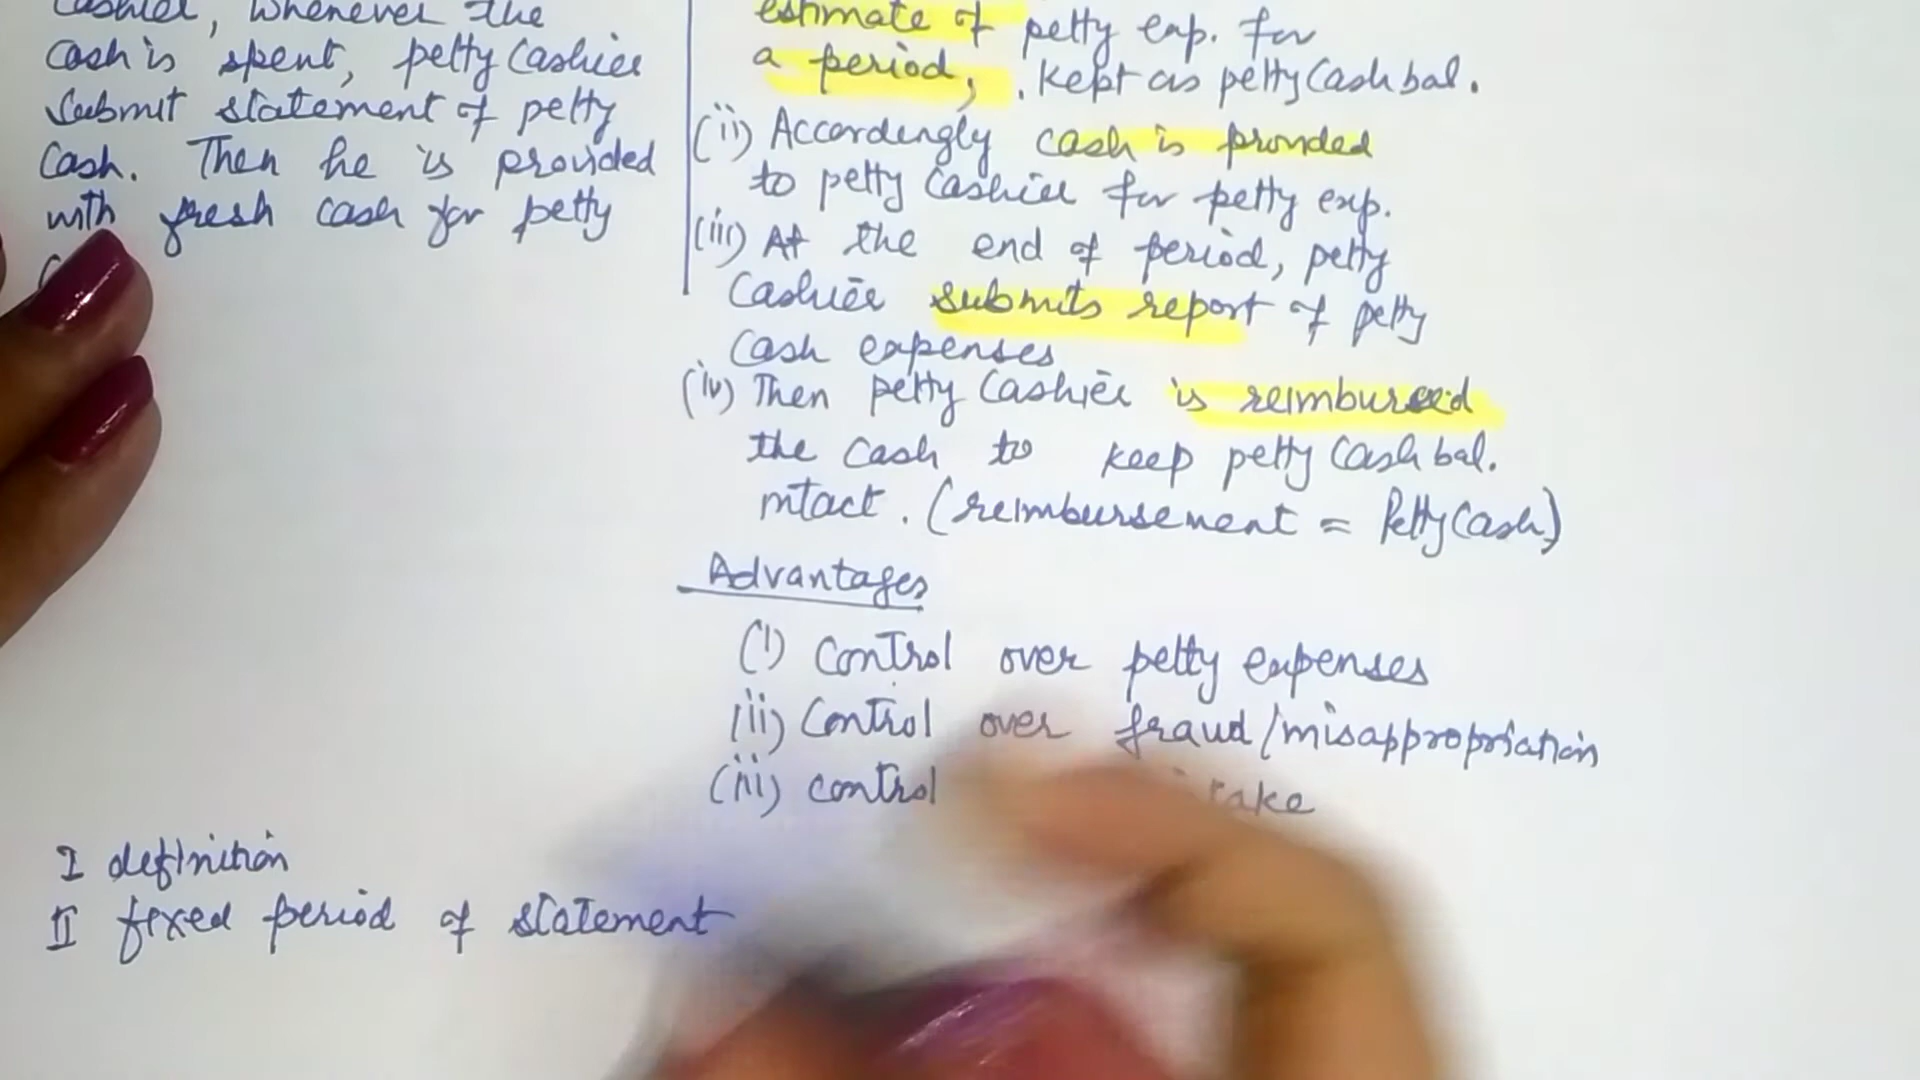 Cashier, whenever the
Cash is spent, petty Cashier
Submit statement of petty
Cash. Then he is provided
with fresh cash for petty
estimate of petty exp. for
a period, . Kept as petty Cash bal.
(ii) Accordingly cash is provided
to petty Cashier for petty exp.
(iii) At the end of period, petty
Cashier submits report of petty
Cash expenses
(iv) Then petty Cashier is reimbursed
the Cash to keep petty Cash bal.
intact. (reimbursement = Petty Cash)
Advantages
(i) Control over petty expenses
(ii) Control over fraud/misappropriation
(iii) control
I definition
II fixed period of statement